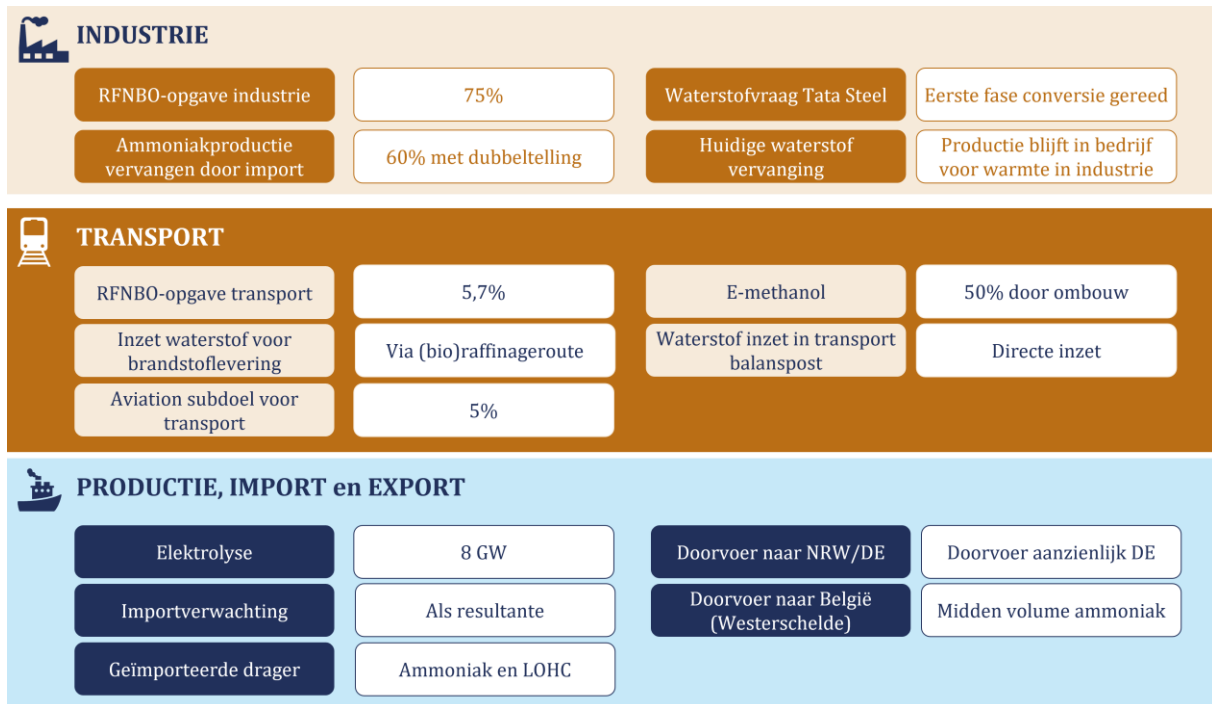 INDUSTRIE
RFNBO-opgave industrie
75%
Waterstofvraag Tata Steel
Eerste fase conversie gereed
Ammoniakproductie
vervangen door import
60% met dubbeltelling
Huidige waterstof
vervanging
Productie blijft in bedrijf
voor warmte in industrie
TRANSPORT
RFNBO-opgave transport
5,7%
E-methanol
50% door ombouw
Inzet waterstof voor
brandstoflevering
Via (bio)raffinageroute
Waterstof inzet in transport
balanspost
Directe inzet
Aviation subdoel voor
transport
5%
PRODUCTIE, IMPORT en EXPORT
Elektrolyse
8 GW
Doorvoer naar NRW/DE
Doorvoer aanzienlijk DE
Importverwachting
Als resultante
Doorvoer naar België
(Westerschelde)
Midden volume ammoniak
Geïmporteerde drager
Ammoniak en LOHC